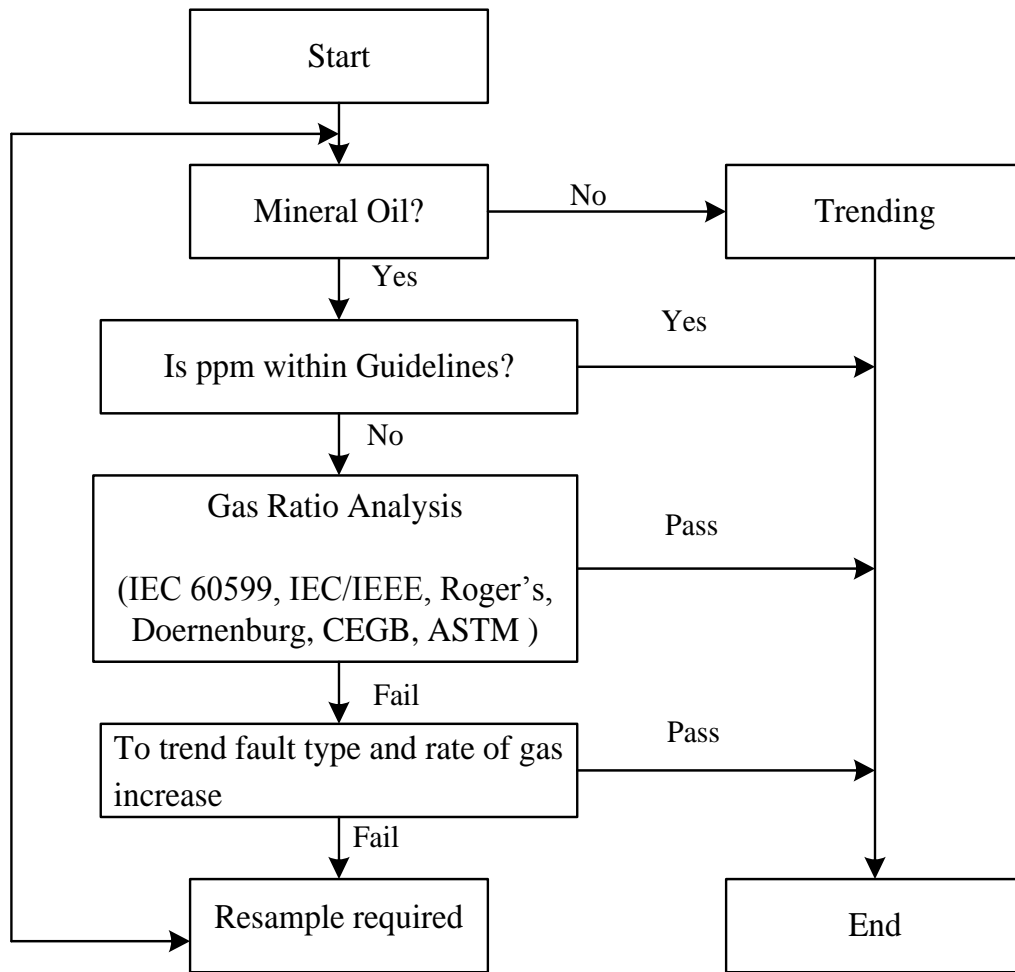 Start
Mineral Oil?
No
Trending
Yes
Is ppm within Guidelines?
Yes
No
Gas Ratio Analysis
(IEC 60599, IEC/IEEE, Roger’s,
Doernenburg, CEGB, ASTM )
Pass
Fail
To trend fault type and rate of gas
increase
Pass
Fail
Resample required
End